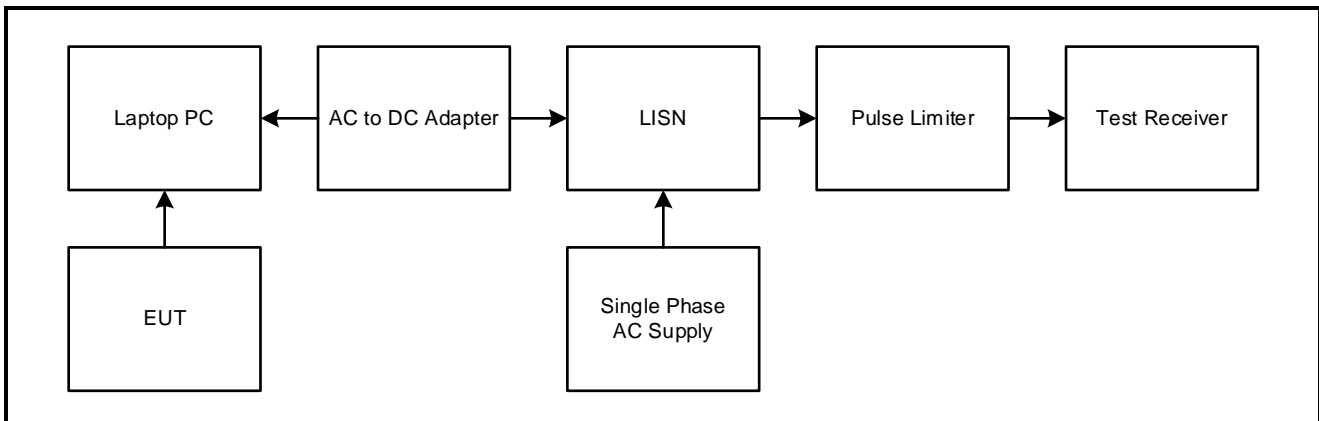 Laptop PC
AC to DC Adapter
LISN
Pulse Limiter
Test Receiver
EUT
Single Phase
AC Supply